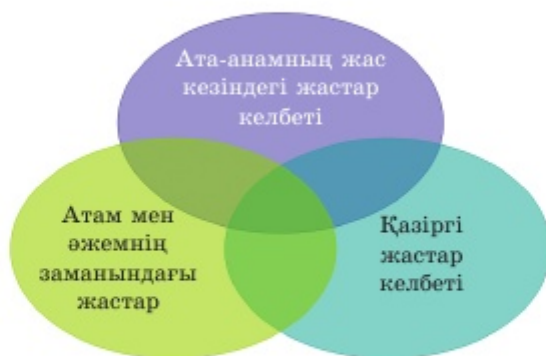 Ата-анамның жас
кезіндегі жастар
келбеті
Атам мен
әжемнің
заманындағы
жастар
Қазіргі
жастар
келбеті